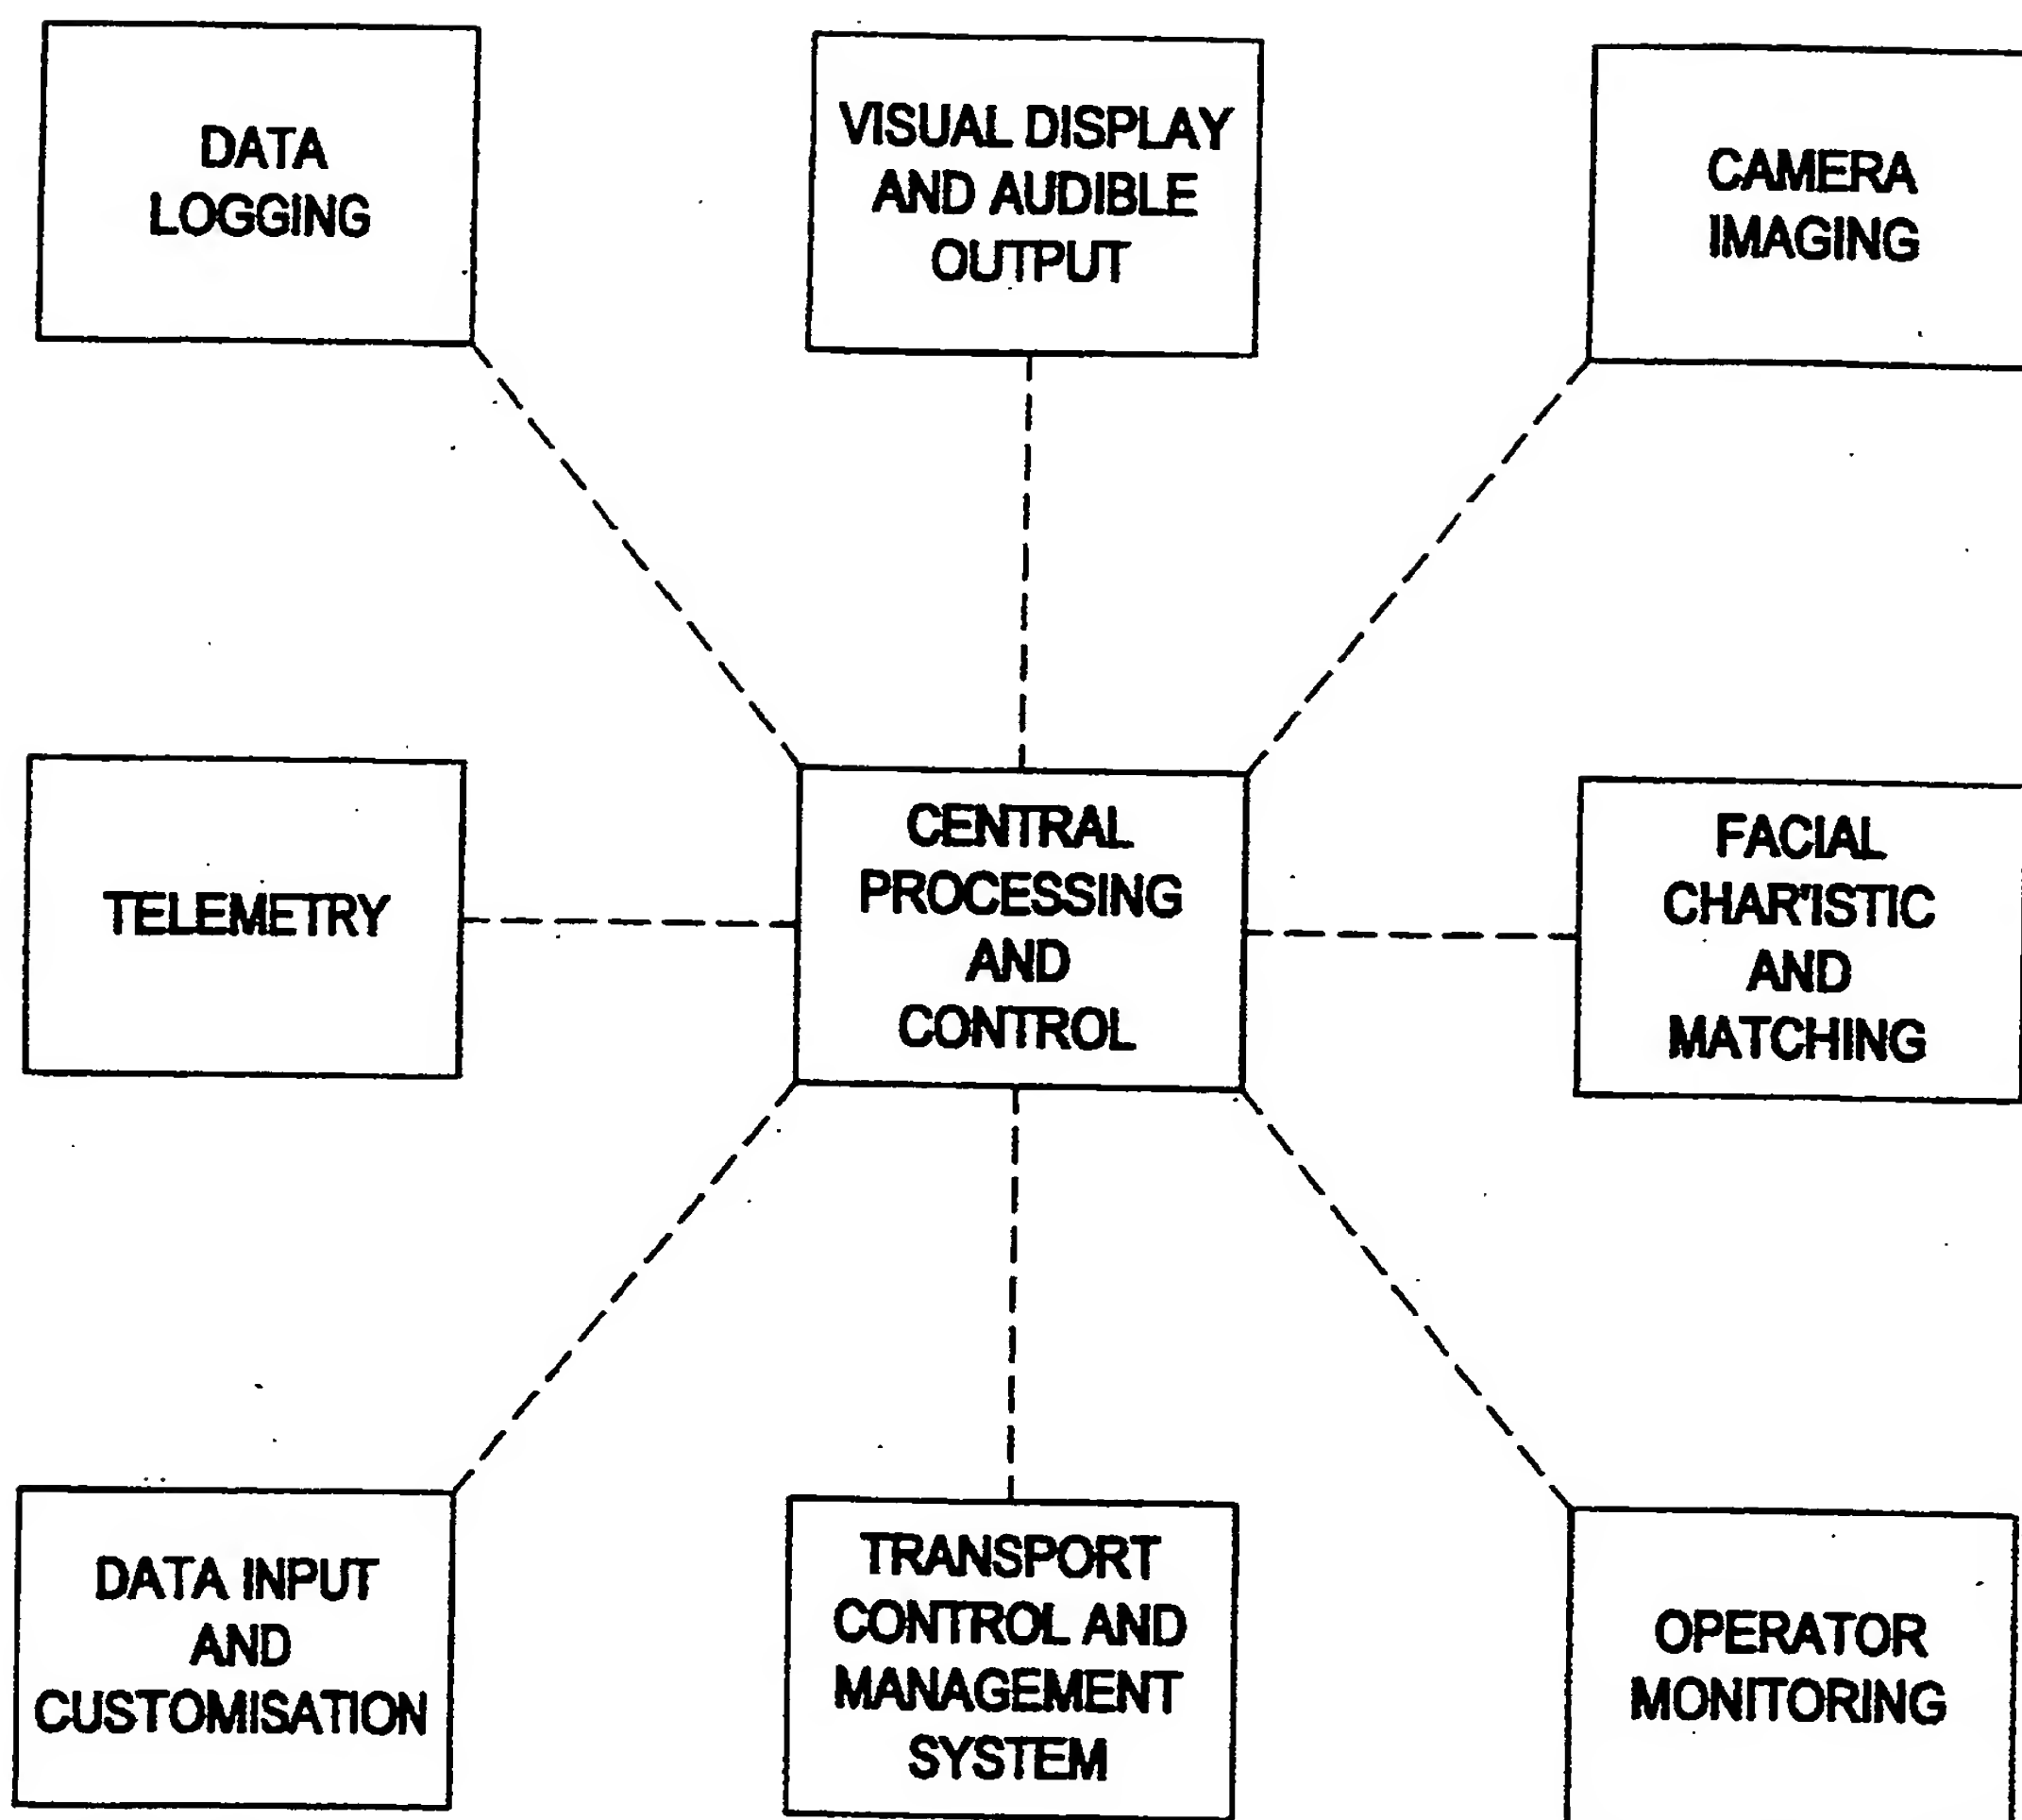 DATA
LOGGING
VISUAL DISPLAY
AND AUDIBLE
OUTPUT
CAMERA
IMAGING
TELEMETRY
CENTRAL
PROCESSING
AND
CONTROL
FACIAL
CHAR'ISTIC
AND
MATCHING
DATA INPUT
AND
CUSTOMISATION
TRANSPORT
CONTROL AND
MANAGEMENT
SYSTEM
OPERATOR
MONITORING